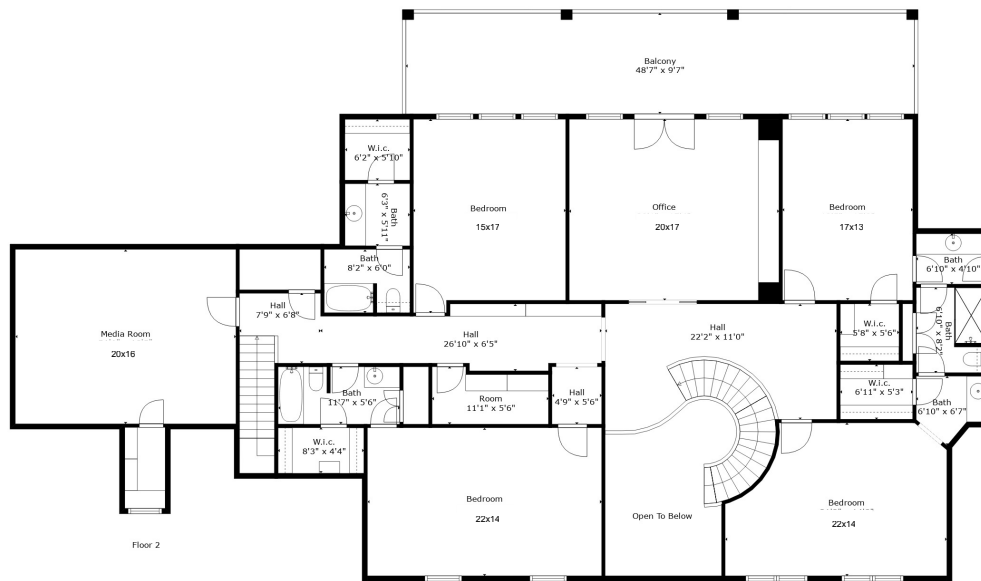 Balcony
48'7" x 9'7"
W.i.c.
6'2" x 5'10"
Bath
6'3" x 5'11"
Bedroom
15x17
Office
20x17
Bedroom
17x13
Bath
8'2" x 6'0"
Bath
6'10" x 4'10"
Hall
7'9" x 6'8"
Media Room
20x16
Hall
26'10" x 6'5"
Hall
22'2" x 11'0"
W.i.c.
5'8" x 5'6"
Bath
6'10" x 8'2"
Bath
11'7" x 5'6"
Room
11'1" x 5'6"
Hall
4'9" x 5'6"
W.i.c.
6'11" x 5'3"
Bath
6'10" x 6'7"
W.i.c.
8'3" x 4'4"
Bedroom
22x14
Open To Below
Bedroom
22x14
Floor 2